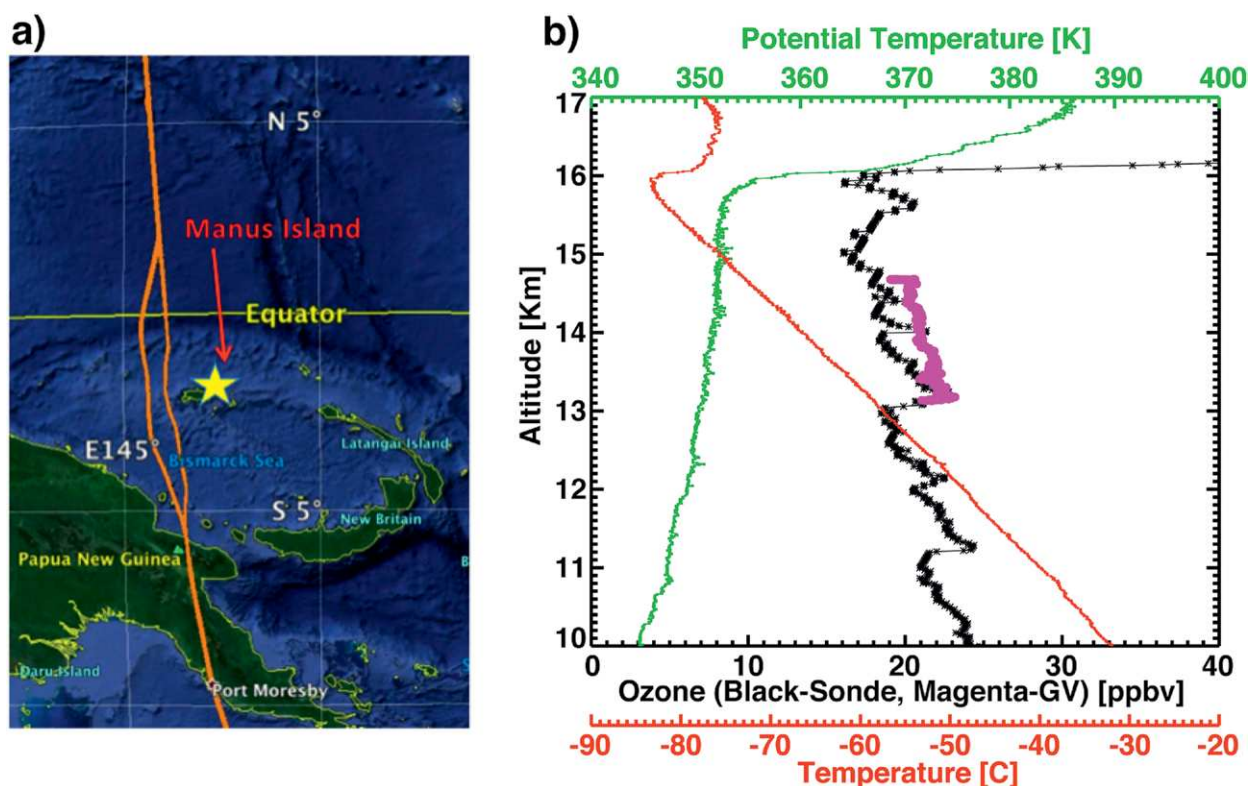 a)
N 5°
Manus Island
Equator
E145°
Bismarck Sea
Latangai Island
S 5°
New Britain
Papua New Guinea
Daru Island
Port Moresby
B
S
b)
Potential Temperature [K]
340 350 360 370 380 390 400
Altitude [Km]
17
16
15
14
13
12
11
10
0 10 20 30 40
Ozone (Black-Sonde, Magenta-GV) [ppbv]
-90 -80 -70 -60 -50 -40 -30 -20
Temperature [C]